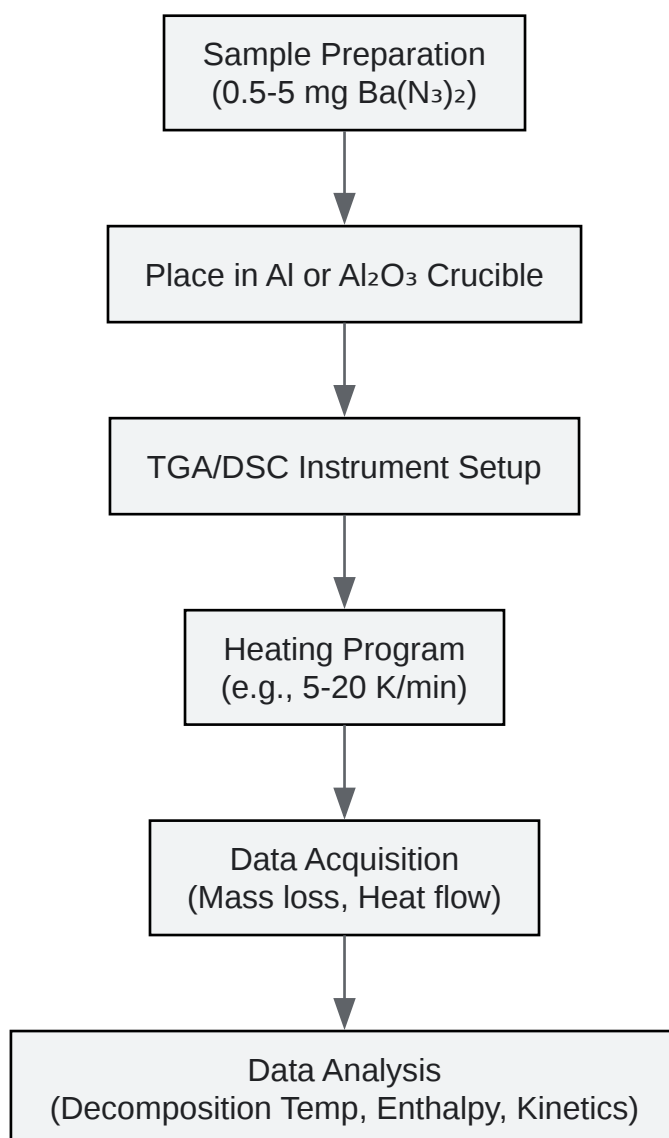 Sample Preparation
(0.5-5 mg Ba(N₃)₂)
Place in Al or Al₂O₃ Crucible
TGA/DSC Instrument Setup
Heating Program
(e.g., 5-20 K/min)
Data Acquisition
(Mass loss, Heat flow)
Data Analysis
(Decomposition Temp, Enthalpy, Kinetics)